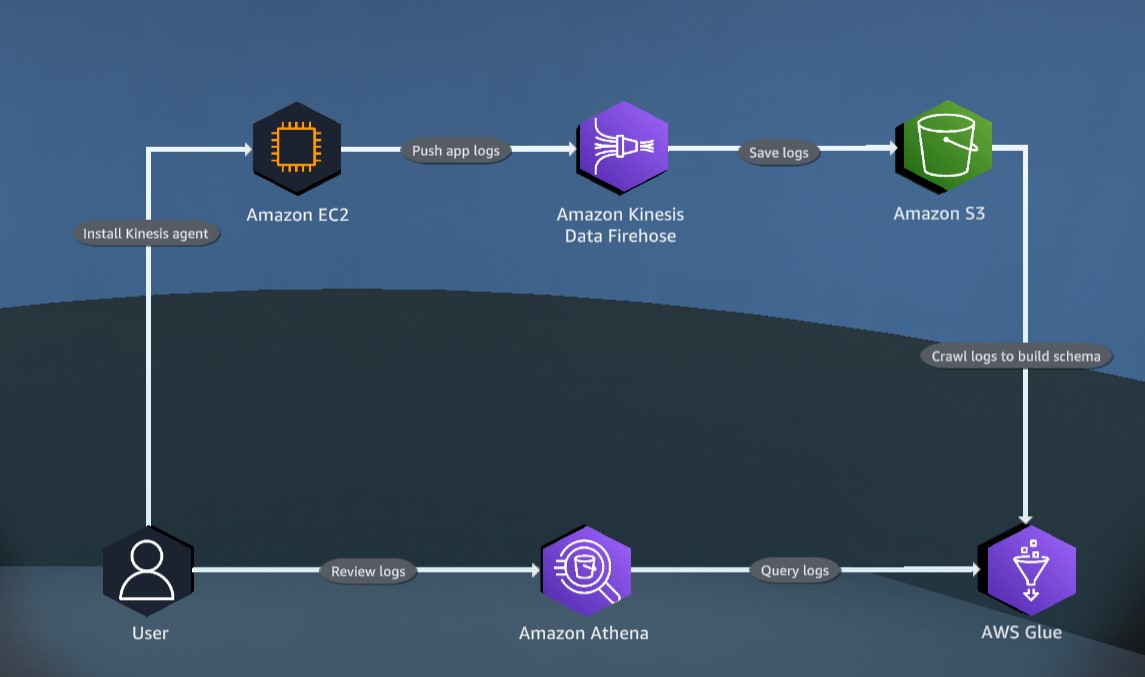 Push app logs
Save logs
Amazon EC2
Amazon Kinesis
Data Firehose
Amazon S3
Install Kinesis agent
Crawl logs to build schema
Review logs
Query logs
User
Amazon Athena
AWS Glue